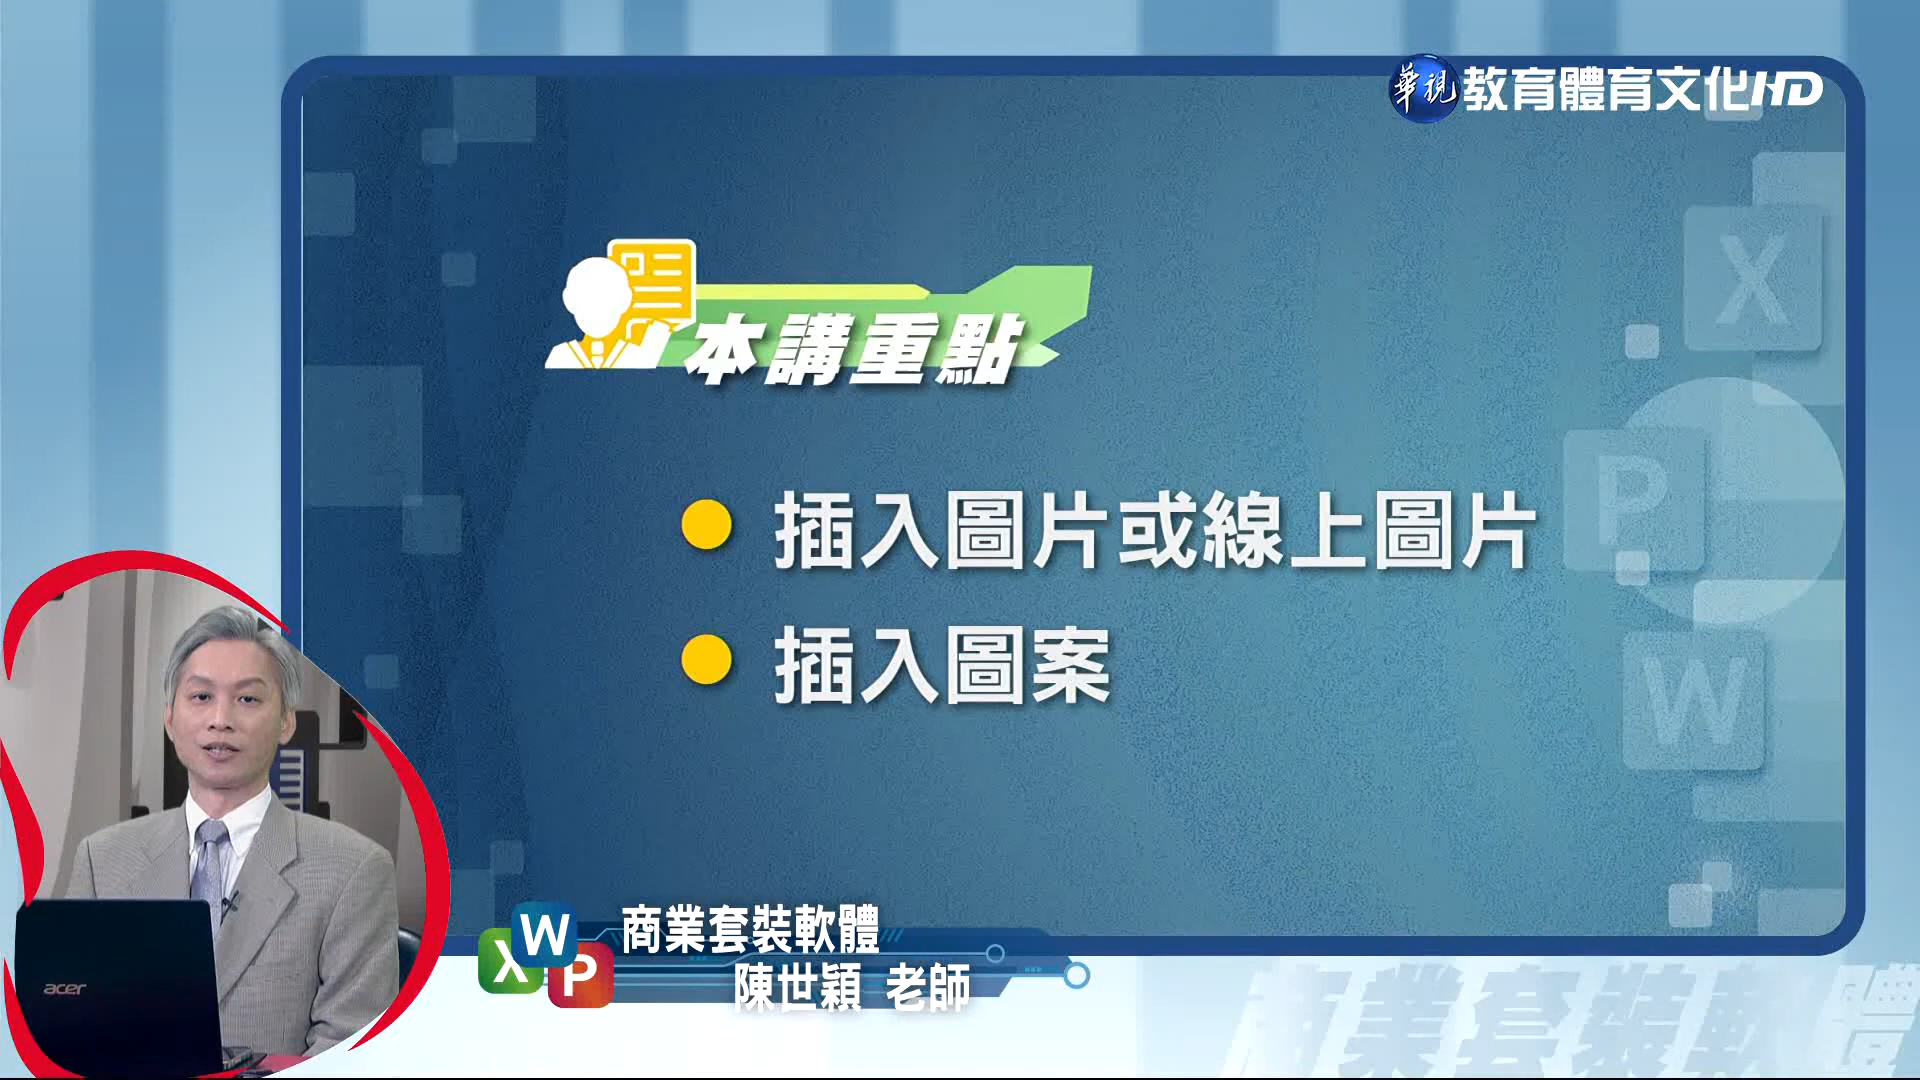 華視 教育體育文化HD
本講重點
X
插入圖片或線上圖片
P
插入圖案
W
商業套裝軟體
陳世穎 老師
X W P
acer
商業套裝軟體